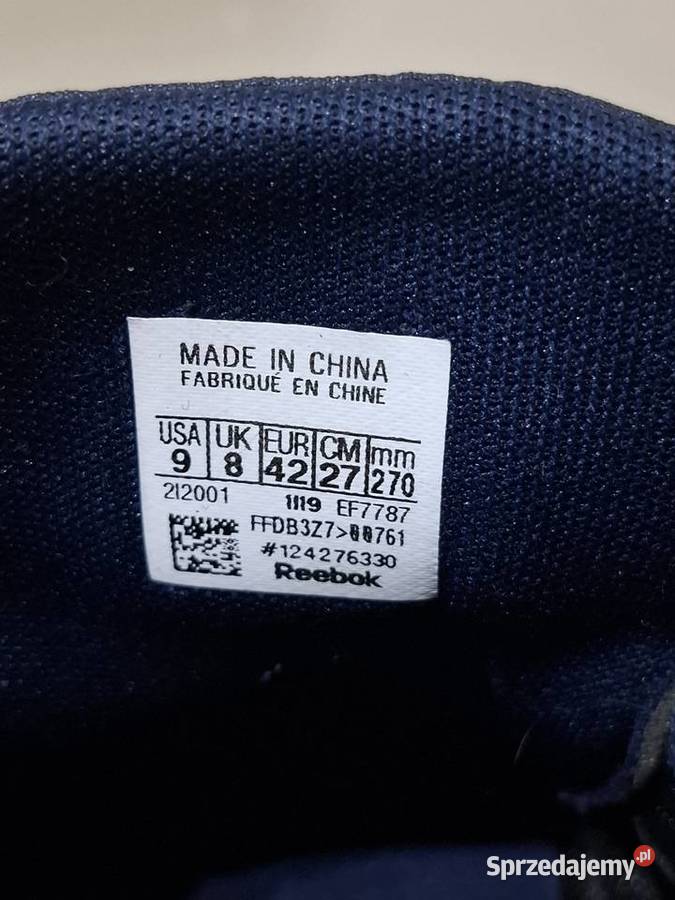 MADE IN CHINA
FABRIQUÉ EN CHINE
USA UK EUR CM mm
9 8 42 27 270
212001 1119 EF7787
FFDB3Z7>00761
#124276330
Reebok
Sprzedajemy.pl